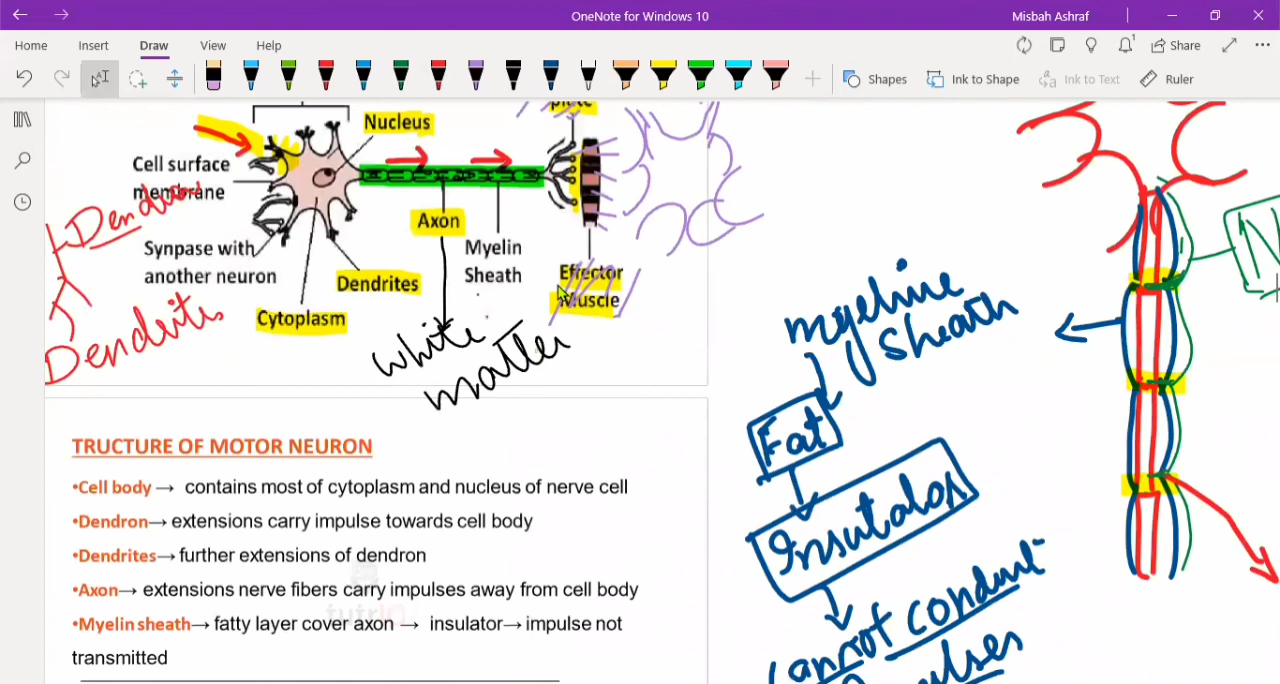 OneNote for Windows 10
Misbah Ashraf
Home Insert Draw View Help
Share
Shapes
Ink to Shape
Ink to Text
Ruler
plate
Nucleus
Cell surface
membrane
Dendron
Axon
Myelin
Sheath
Synpase with
another neuron
Dendrites
Effector
Muscle
Cytoplasm
Dendrites
white
matter
myeline
sheath
Fat
Insutalor
cannot conduct
TRUCTURE OF MOTOR NEURON
•Cell body → contains most of cytoplasm and nucleus of nerve cell
•Dendron→ extensions carry impulse towards cell body
•Dendrites→ further extensions of dendron
•Axon→ extensions nerve fibers carry impulses away from cell body
•Myelin sheath→ fatty layer cover axon → insulator→ impulse not
transmitted